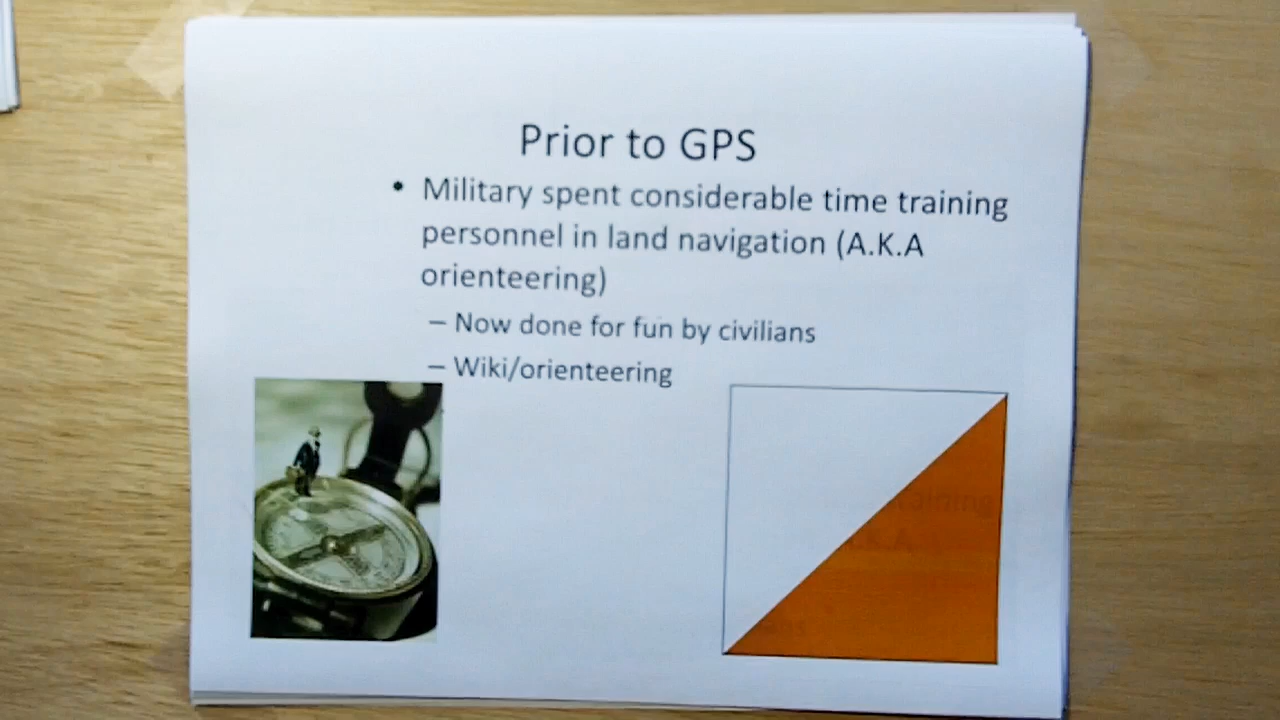 Prior to GPS
• Military spent considerable time training
personnel in land navigation (A.K.A
orienteering)
– Now done for fun by civilians
– Wiki/orienteering
raining
K.A.